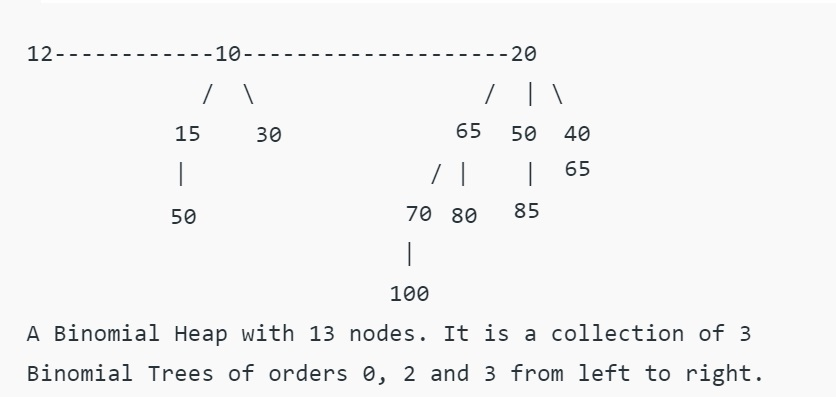 12------------10--------------------20
/ \ / | \
15 30 65 50 40
| / | | 65
50 70 80 85
|
100
A Binomial Heap with 13 nodes. It is a collection of 3
Binomial Trees of orders 0, 2 and 3 from left to right.